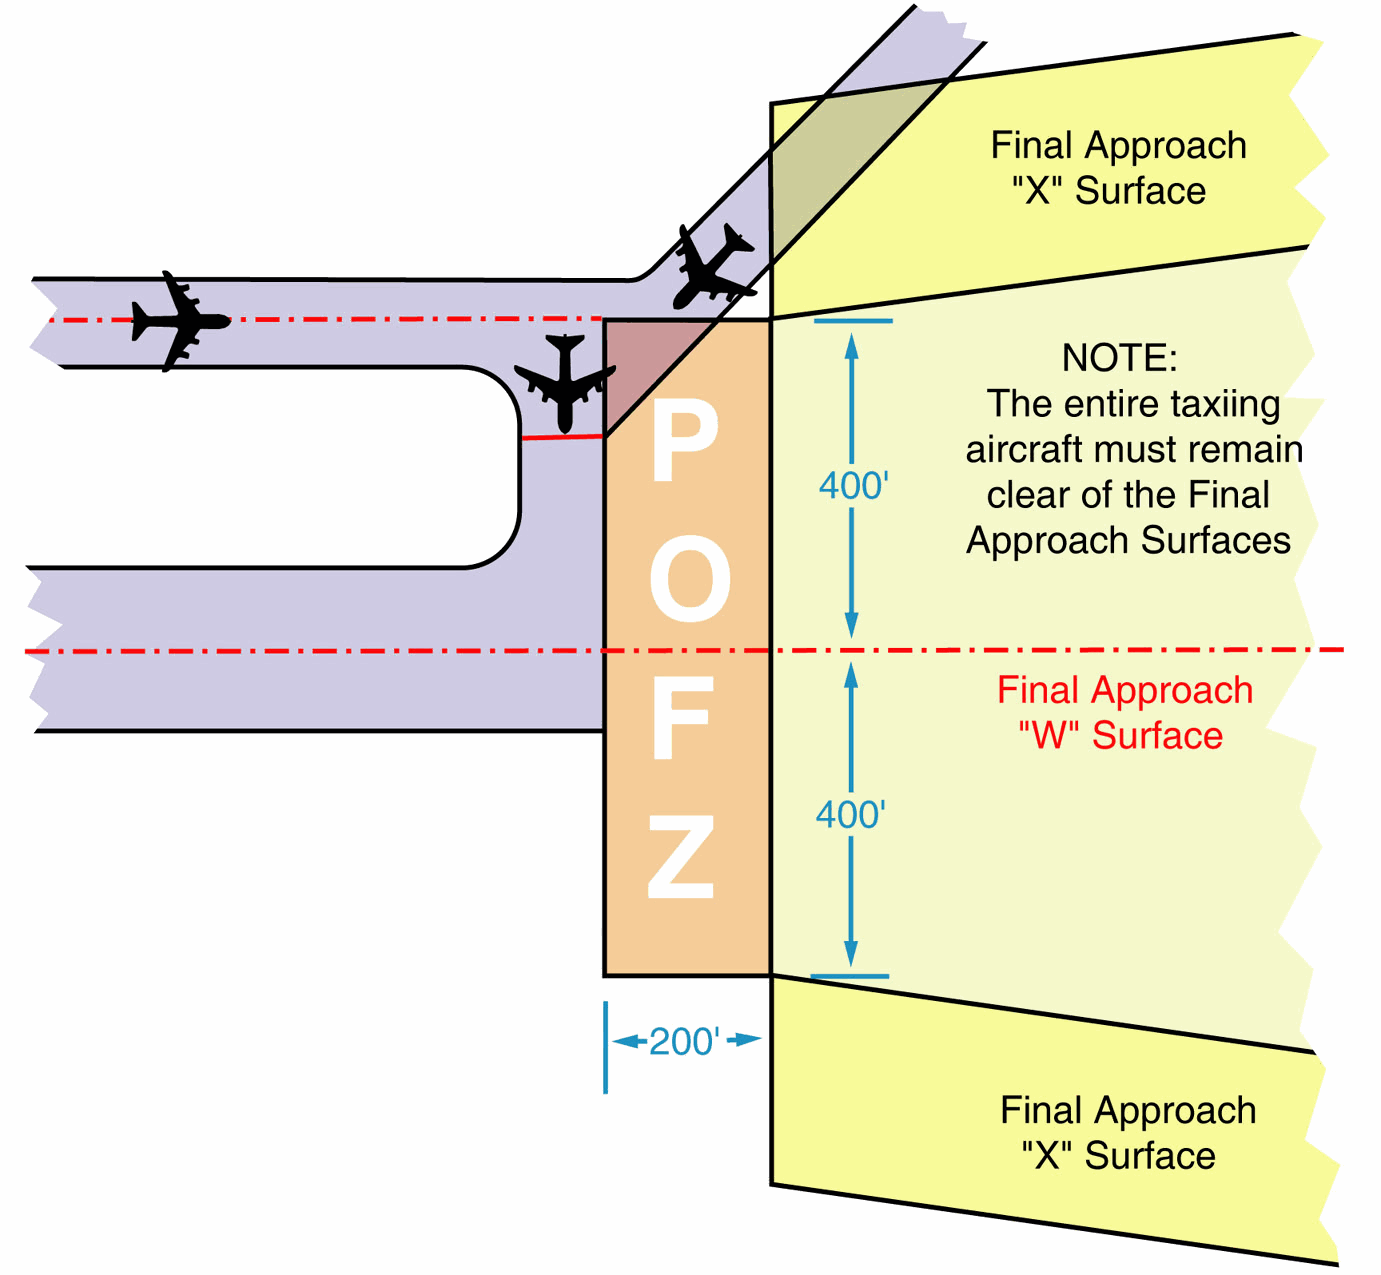 Final Approach
"X" Surface
NOTE:
The entire taxiing
aircraft must remain
clear of the Final
Approach Surfaces
P
O
F
Z
400'
Final Approach
"W" Surface
400'
200'
Final Approach
"X" Surface